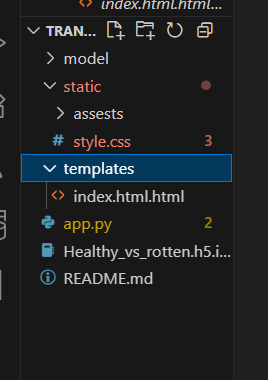 index.html.html...
TRAN...
model
static
assests
# style.css 3
templates
<> index.html.html
app.py 2
Healthy_vs_rotten.h5.i...
README.md